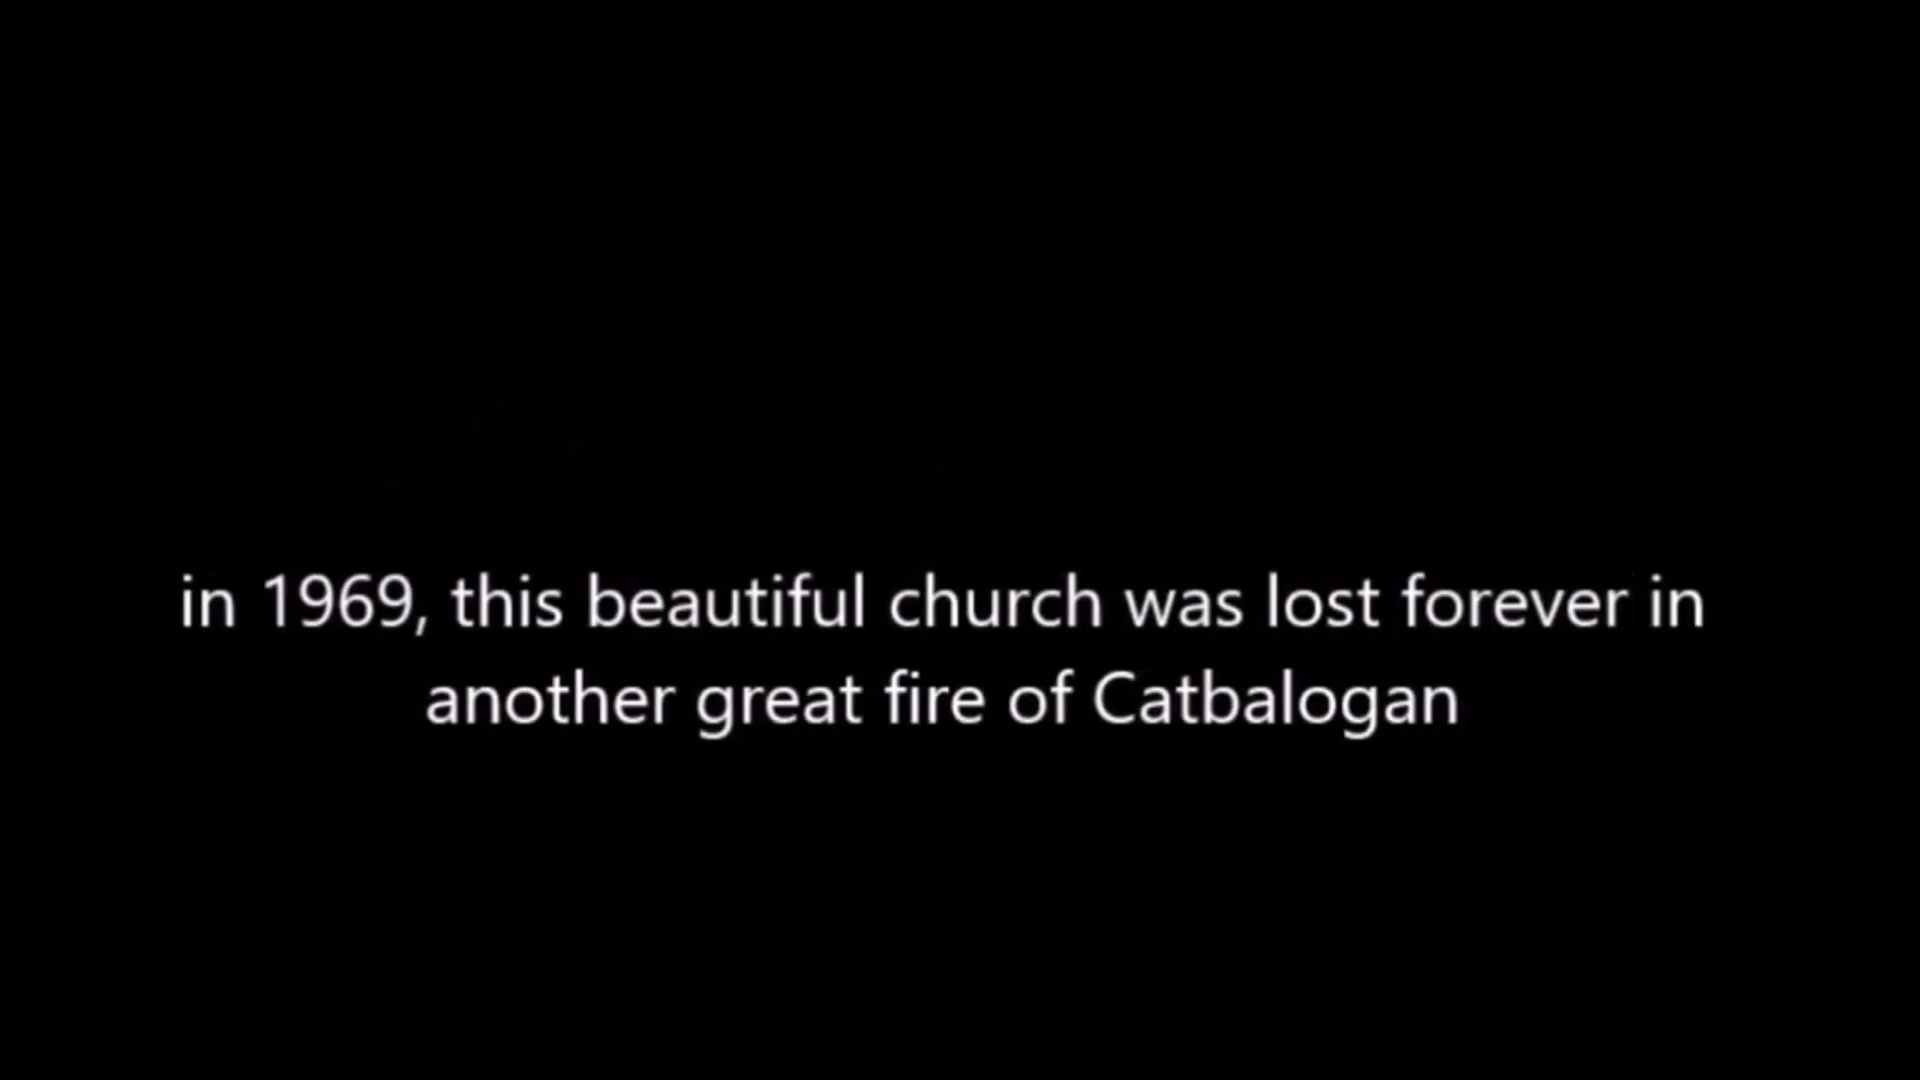 in 1969, this beautiful church was lost forever in
another great fire of Catbalogan